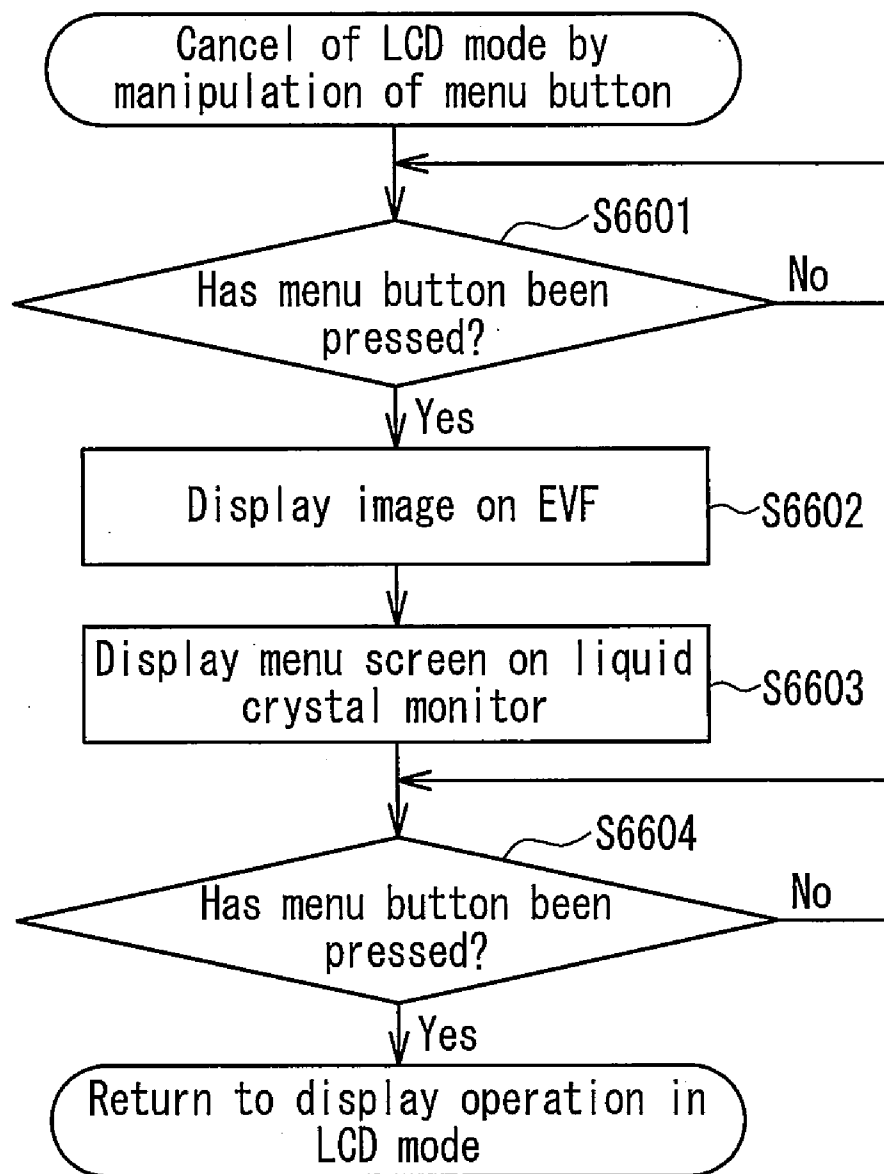 Cancel of LCD mode by
manipulation of menu button
S6601
Has menu button been
pressed?
No
Yes
Display image on EVF
S6602
Display menu screen on liquid
crystal monitor
S6603
S6604
Has menu button been
pressed?
No
Yes
Return to display operation in
LCD mode